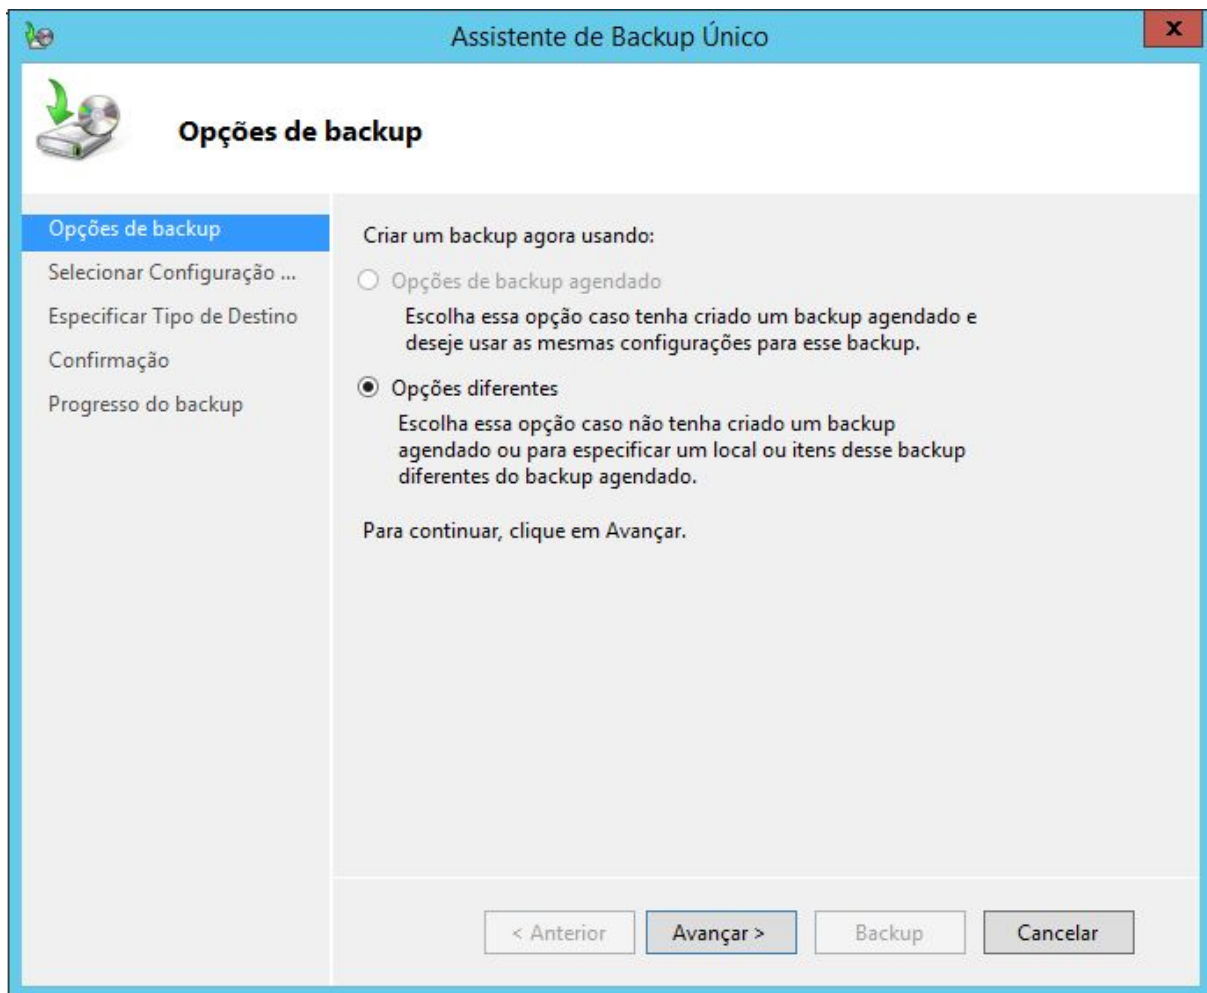 Assistente de Backup Único
x
Opções de backup
Opções de backup
Selecionar Configuração ...
Especificar Tipo de Destino
Confirmação
Progresso do backup
Criar um backup agora usando:
Opções de backup agendado
Escolha essa opção caso tenha criado um backup agendado e
deseje usar as mesmas configurações para esse backup.
Opções diferentes
Escolha essa opção caso não tenha criado um backup
agendado ou para especificar um local ou itens desse backup
diferentes do backup agendado.
Para continuar, clique em Avançar.
< Anterior
Avançar >
Backup
Cancelar